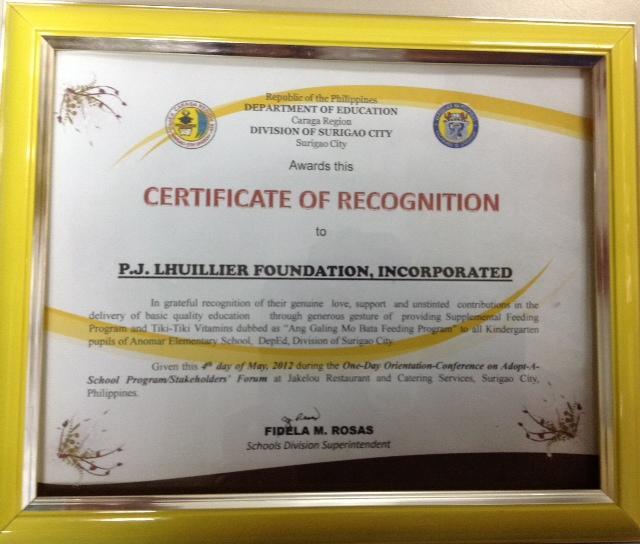 Republic of the Philippines
DEPARTMENT OF EDUCATION
Caraga Region
DIVISION OF SURIGAO CITY
Surigao City
Awards this
CERTIFICATE OF RECOGNITION
to
P.J. LHUILLIER FOUNDATION, INCORPORATED
In grateful recognition of their genuine love, support and unstinted contributions in the
delivery of basic quality education through generous gesture of providing Supplemental Feeding
Program and Tiki-Tiki Vitamins dubbed as "Ang Galing Mo Bata Feeding Program" to all Kindergarten
pupils of Anomar Elementary School, DepEd, Division of Surigao City.
Given this 4th day of May, 2012 during the One-Day Orientation-Conference on Adopt-A-
School Program/Stakeholders' Forum at Jakelou Restaurant and Catering Services, Surigao City,
Philippines.
FIDELA M. ROSAS
Schools Division Superintendent